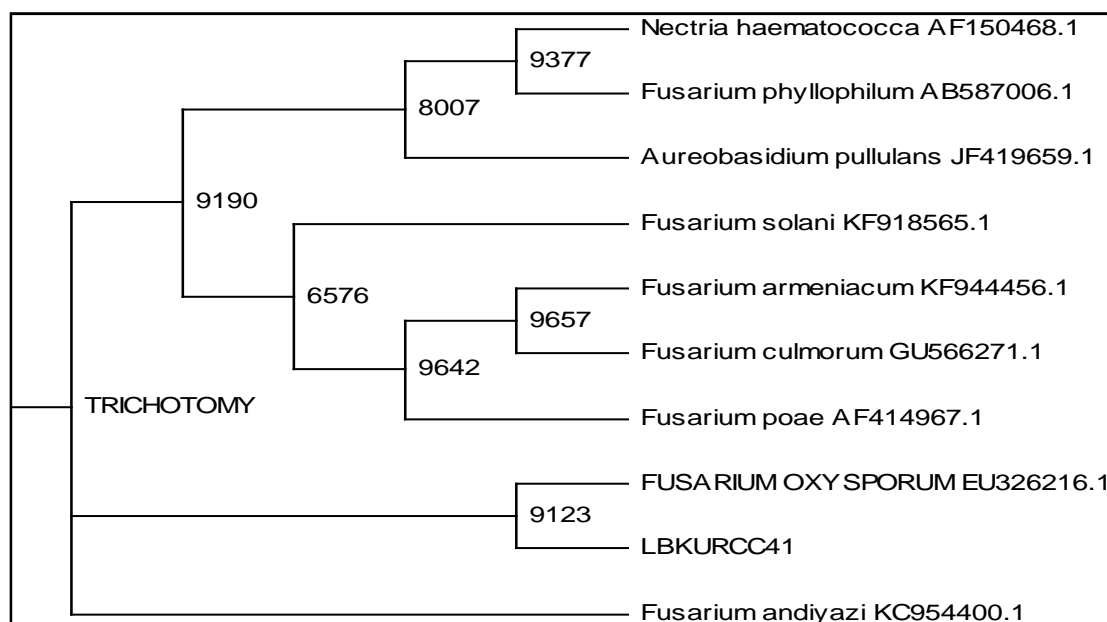 Nectria haematococca AF150468.1
9377
Fusarium phyllophilum AB587006.1
8007
Aureobasidium pullulans JF419659.1
9190
Fusarium solani KF918565.1
6576
Fusarium armeniacum KF944456.1
9657
Fusarium culmorum GU566271.1
9642
TRICHOTOMY
Fusarium poae AF414967.1
FUSARIUM OXYSPORUM EU326216.1
9123
LBKURCC41
Fusarium andiyazi KC954400.1